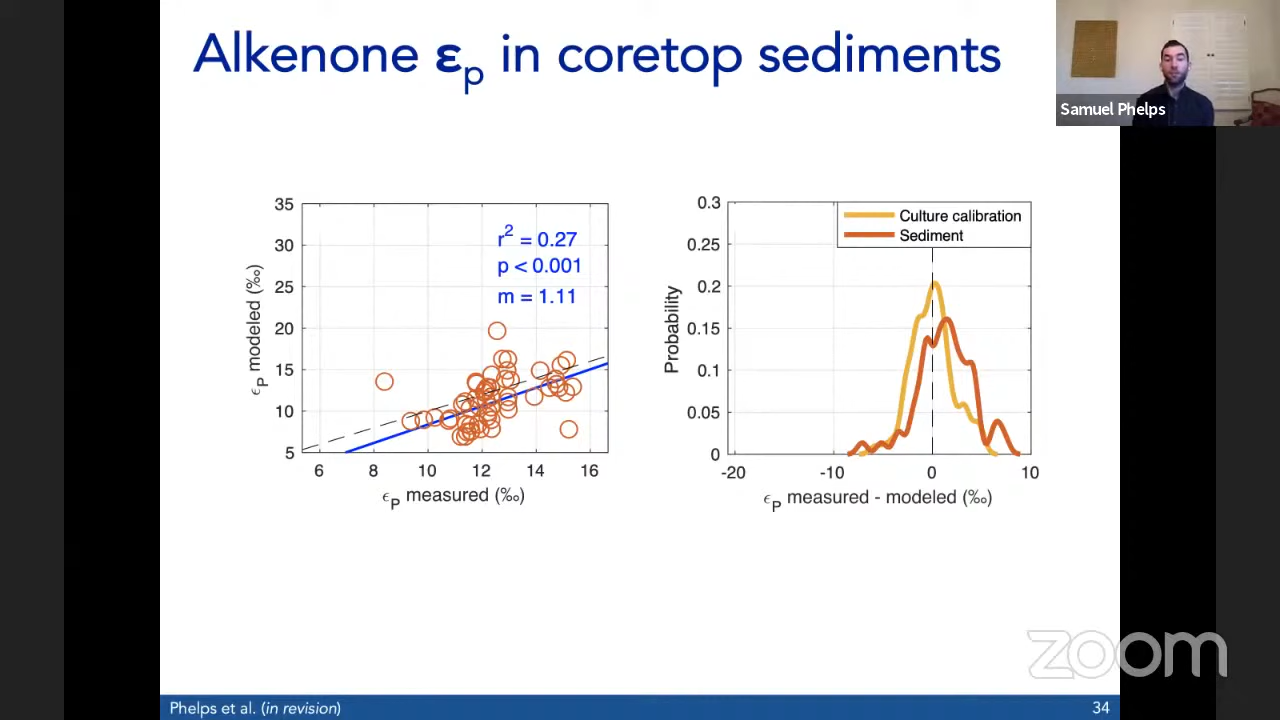 Alkenone εp in coretop sediments
Samuel Phelps
35
30
25
20
15
10
5
ϵP modeled (‰)
r2 = 0.27
p < 0.001
m = 1.11
6 8 10 12 14 16
ϵP measured (‰)
0.3
0.25
0.2
0.15
0.1
0.05
0
Probability
Culture calibration
Sediment
-20 -10 0 10
ϵP measured - modeled (‰)
zoom
Phelps et al. (in revision)
34